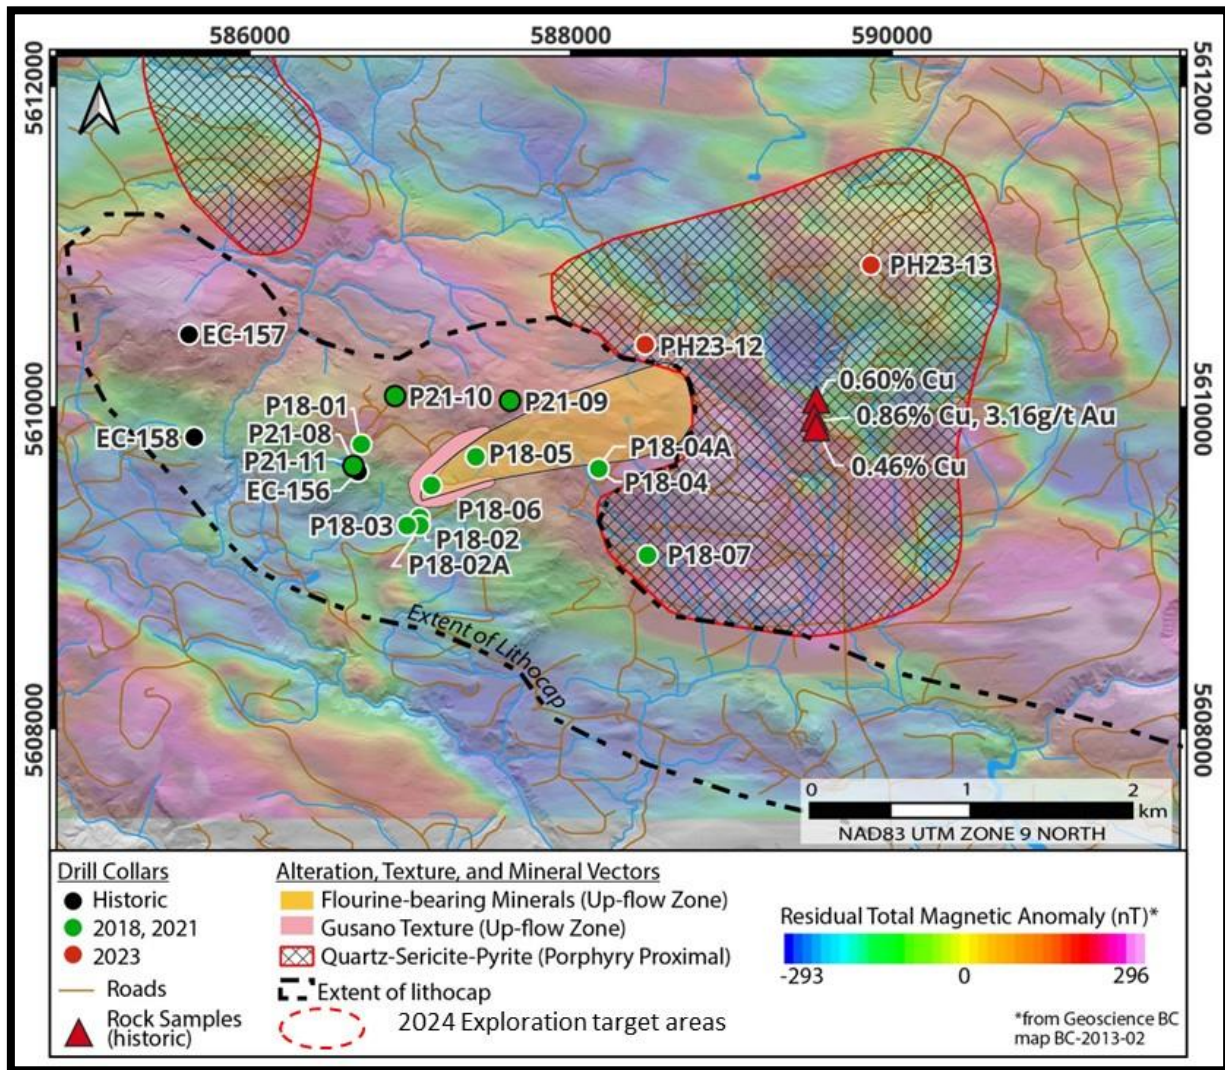 586000
588000
590000
5612000
5612000
EC-157
PH23-13
PH23-12
0.60% Cu
P21-10
P21-09
5610000
5610000
P18-01
0.86% Cu, 3.16g/t Au
EC-158
P21-08
P18-05
P18-04A
P21-11
0.46% Cu
P18-04
EC-156
P18-06
P18-03
P18-02
P18-02A
P18-07
Extent of Lithocap
5608000
5608000
0
1
2
km
NAD83 UTM ZONE 9 NORTH
Drill Collars
Historic
2018, 2021
2023
Roads
Rock Samples
(historic)
Alteration, Texture, and Mineral Vectors
Flourine-bearing Minerals (Up-flow Zone)
Gusano Texture (Up-flow Zone)
Quartz-Sericite-Pyrite (Porphyry Proximal)
Extent of lithocap
2024 Exploration target areas
Residual Total Magnetic Anomaly (nT)*
-293
0
296
*from Geoscience BC
map BC-2013-02